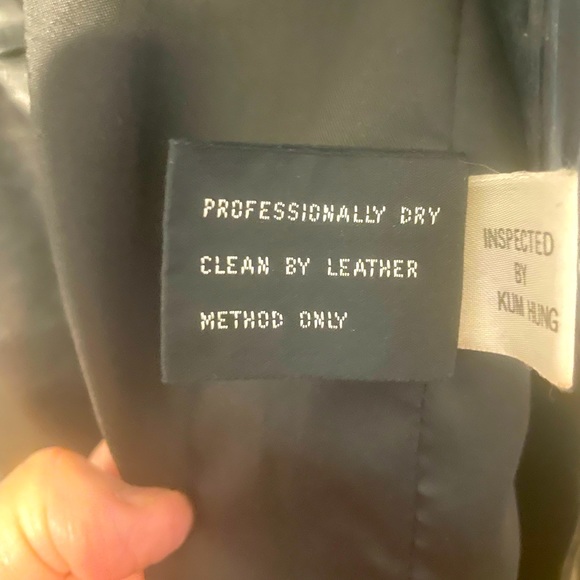 PROFESSIONALLY DRY
CLEAN BY LEATHER
METHOD ONLY
INSPECTED
BY
KUM HUNG